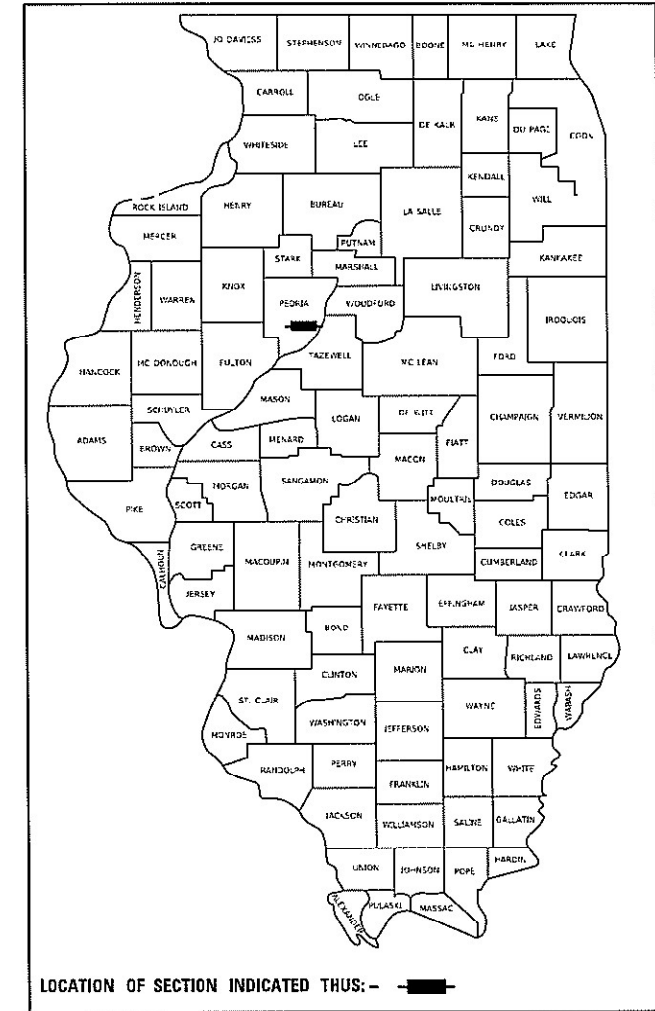 JO DAVIESS STEPHENSON WINNEBAGO BOONE MC HENRY LAKE
CARROLL OGLE DE KALB KANE DU PAGE COOK
WHITESIDE LEE KENDALL WILL
ROCK ISLAND HENRY BUREAU LA SALLE GRUNDY
MERCER PUTNAM KANKAKEE
HENDERSON WARREN KNOX STARK MARSHALL LIVINGSTON
PEORIA WOODFORD IROQUOIS
HANCOCK MC DONOUGH FULTON TAZEWELL MC LEAN FORD
SCHUYLER MASON LOGAN DE WITT CHAMPAIGN VERMILION
ADAMS BROWN CASS MENARD PIATT
MACON
PIKE SCOTT MORGAN SANGAMON CHRISTIAN MOULTRIE DOUGLAS EDGAR
COLES
CALHOUN GREENE MACOUPIN MONTGOMERY SHELBY CUMBERLAND CLARK
JERSEY FAYETTE EFFINGHAM JASPER CRAWFORD
MADISON BOND CLAY RICHLAND LAWRENCE
CLINTON MARION
ST. CLAIR WAYNE EDWARDS WABASH
MONROE WASHINGTON JEFFERSON
RANDOLPH PERRY HAMILTON WHITE
FRANKLIN
JACKSON WILLIAMSON SALINE GALLATIN
UNION JOHNSON POPE HARDIN
ALEXANDER PULASKI MASSAC
LOCATION OF SECTION INDICATED THUS: -